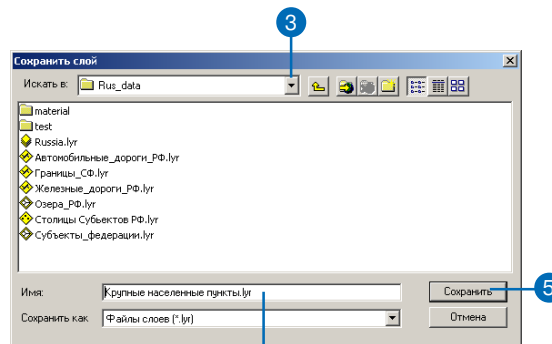 3
Сохранить слой
Искать в: Rus_data
material
test
Russia.lyr
Автомобильные_дороги_РФ.lyr
Границы_СФ.lyr
Железные_дороги_РФ.lyr
Озера_РФ.lyr
Столицы Субьектов РФ.lyr
Субъекты_федерации.lyr
Имя: Крупные населенные пункты.lyr Сохранить 5
Сохранить как Файлы слоев (*.lyr) Отмена